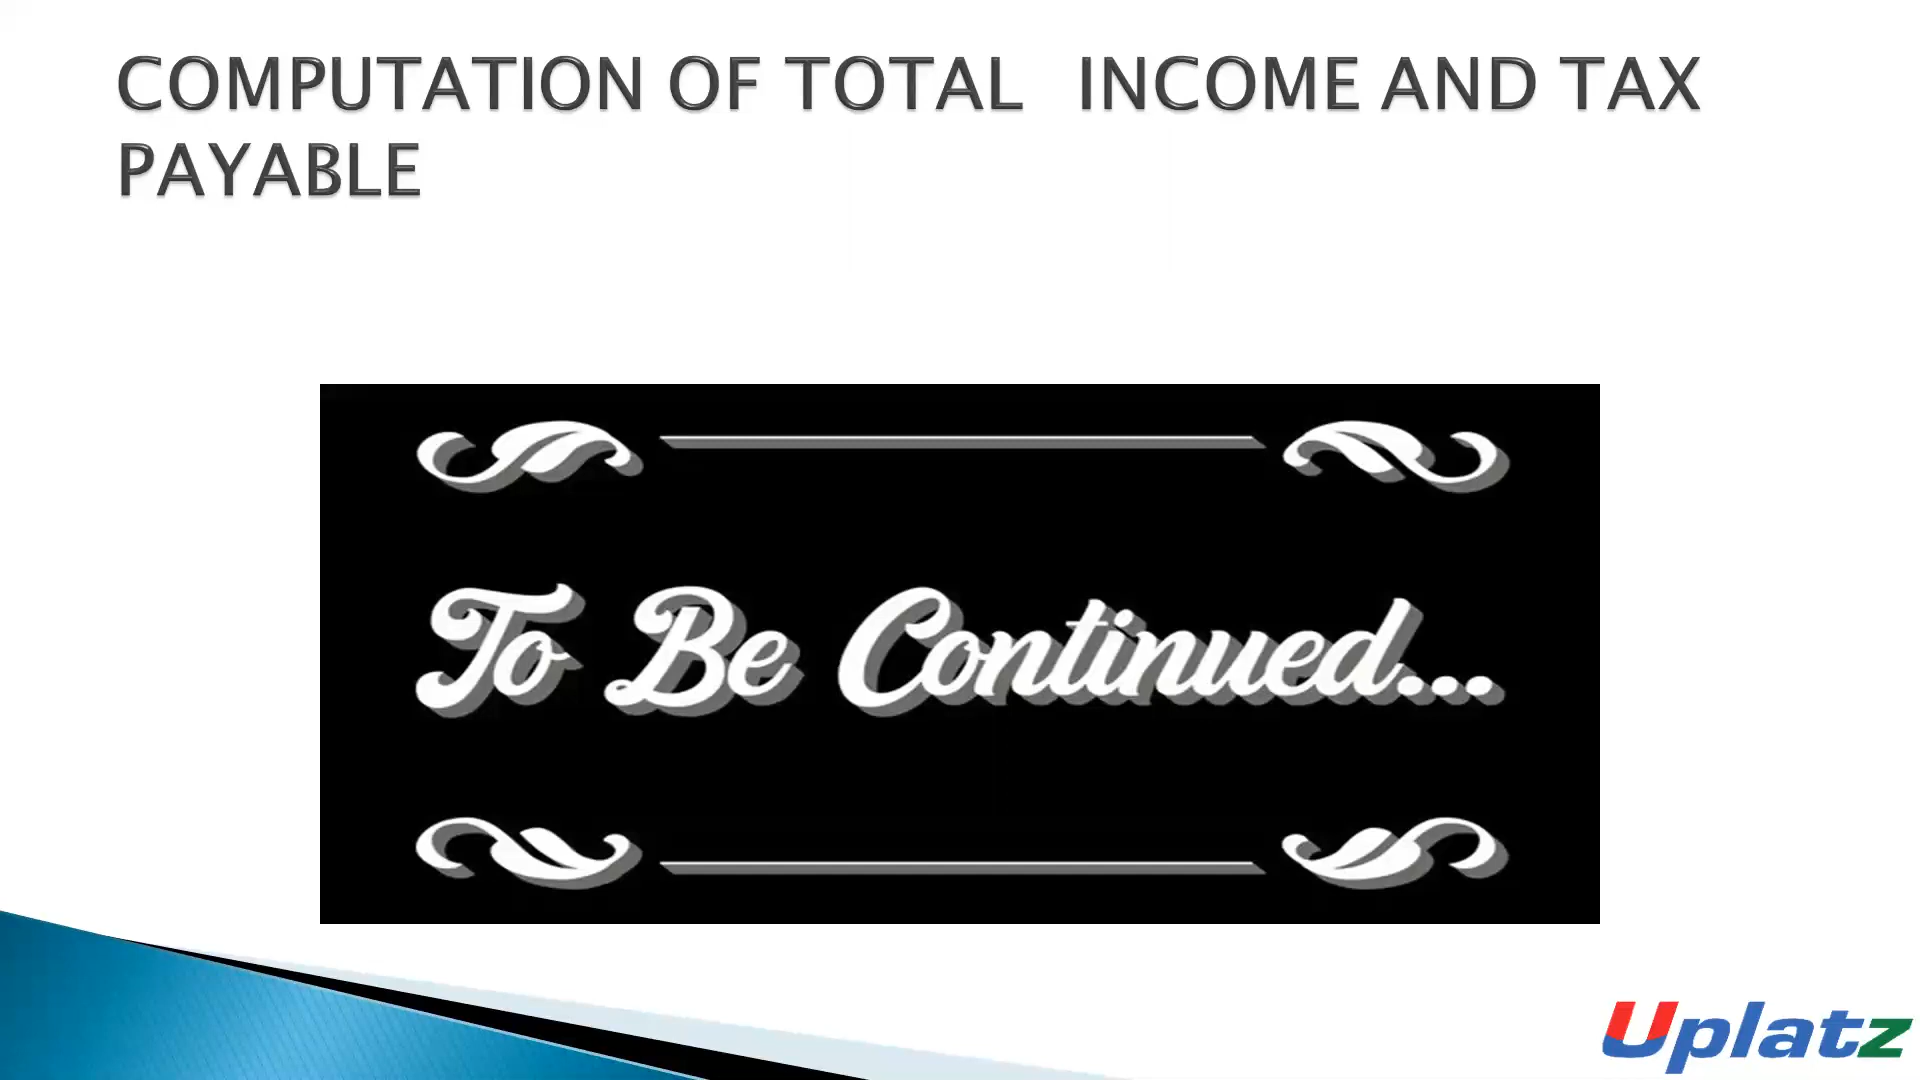 COMPUTATION OF TOTAL INCOME AND TAX
PAYABLE
To Be Continued...
Uplatz